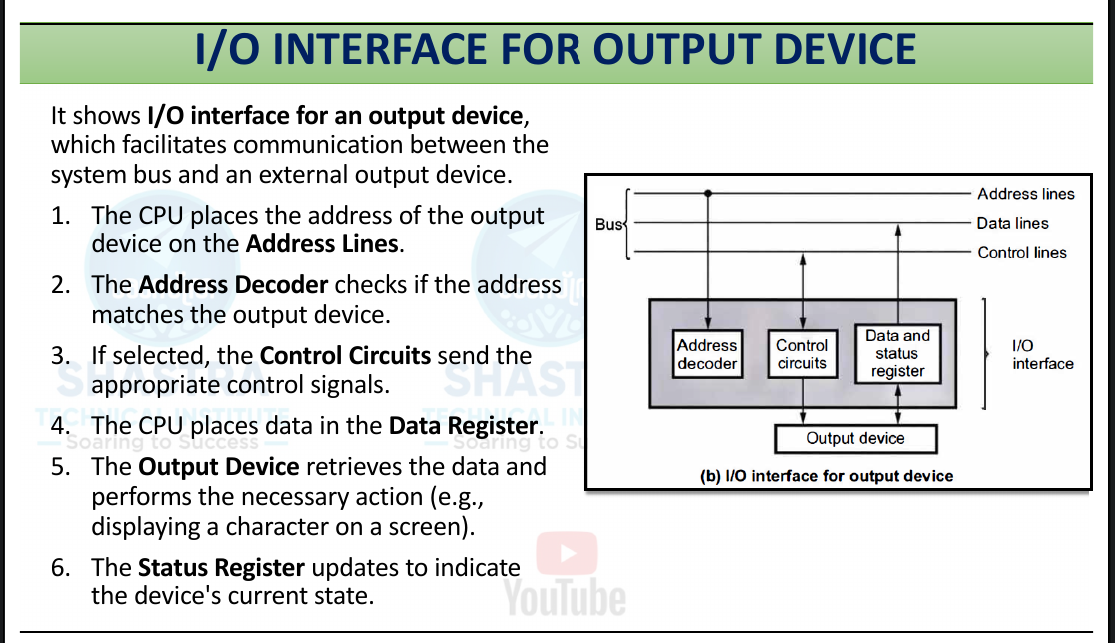 I/O INTERFACE FOR OUTPUT DEVICE
It shows I/O interface for an output device,
which facilitates communication between the
system bus and an external output device.
1. The CPU places the address of the output
device on the Address Lines.
2. The Address Decoder checks if the address
matches the output device.
3. If selected, the Control Circuits send the
appropriate control signals.
4. The CPU places data in the Data Register.
5. The Output Device retrieves the data and
performs the necessary action (e.g.,
displaying a character on a screen).
6. The Status Register updates to indicate
the device's current state.
Bus
Address lines
Data lines
Control lines
Address
decoder
Control
circuits
Data and
status
register
I/O
interface
Output device
(b) I/O interface for output device
SHASTRA
TECHNICAL INSTITUTE
Soaring to Success
SHAST
TECHNICAL IN
Soaring to Su
YouTube